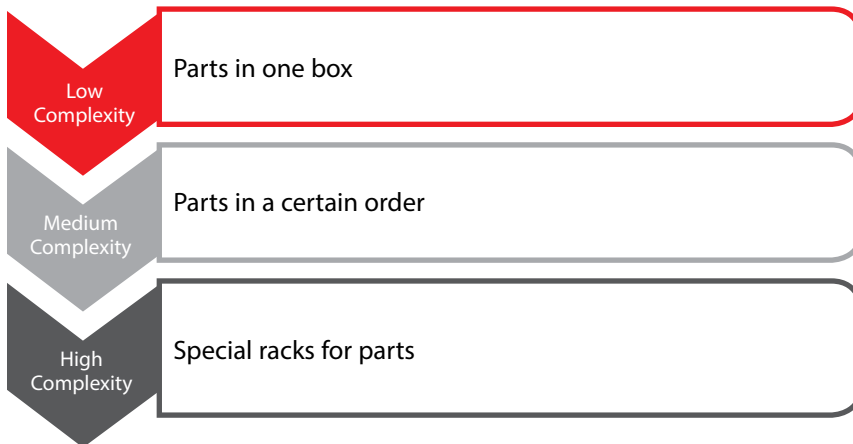 Low
Complexity
Parts in one box
Medium
Complexity
Parts in a certain order
High
Complexity
Special racks for parts